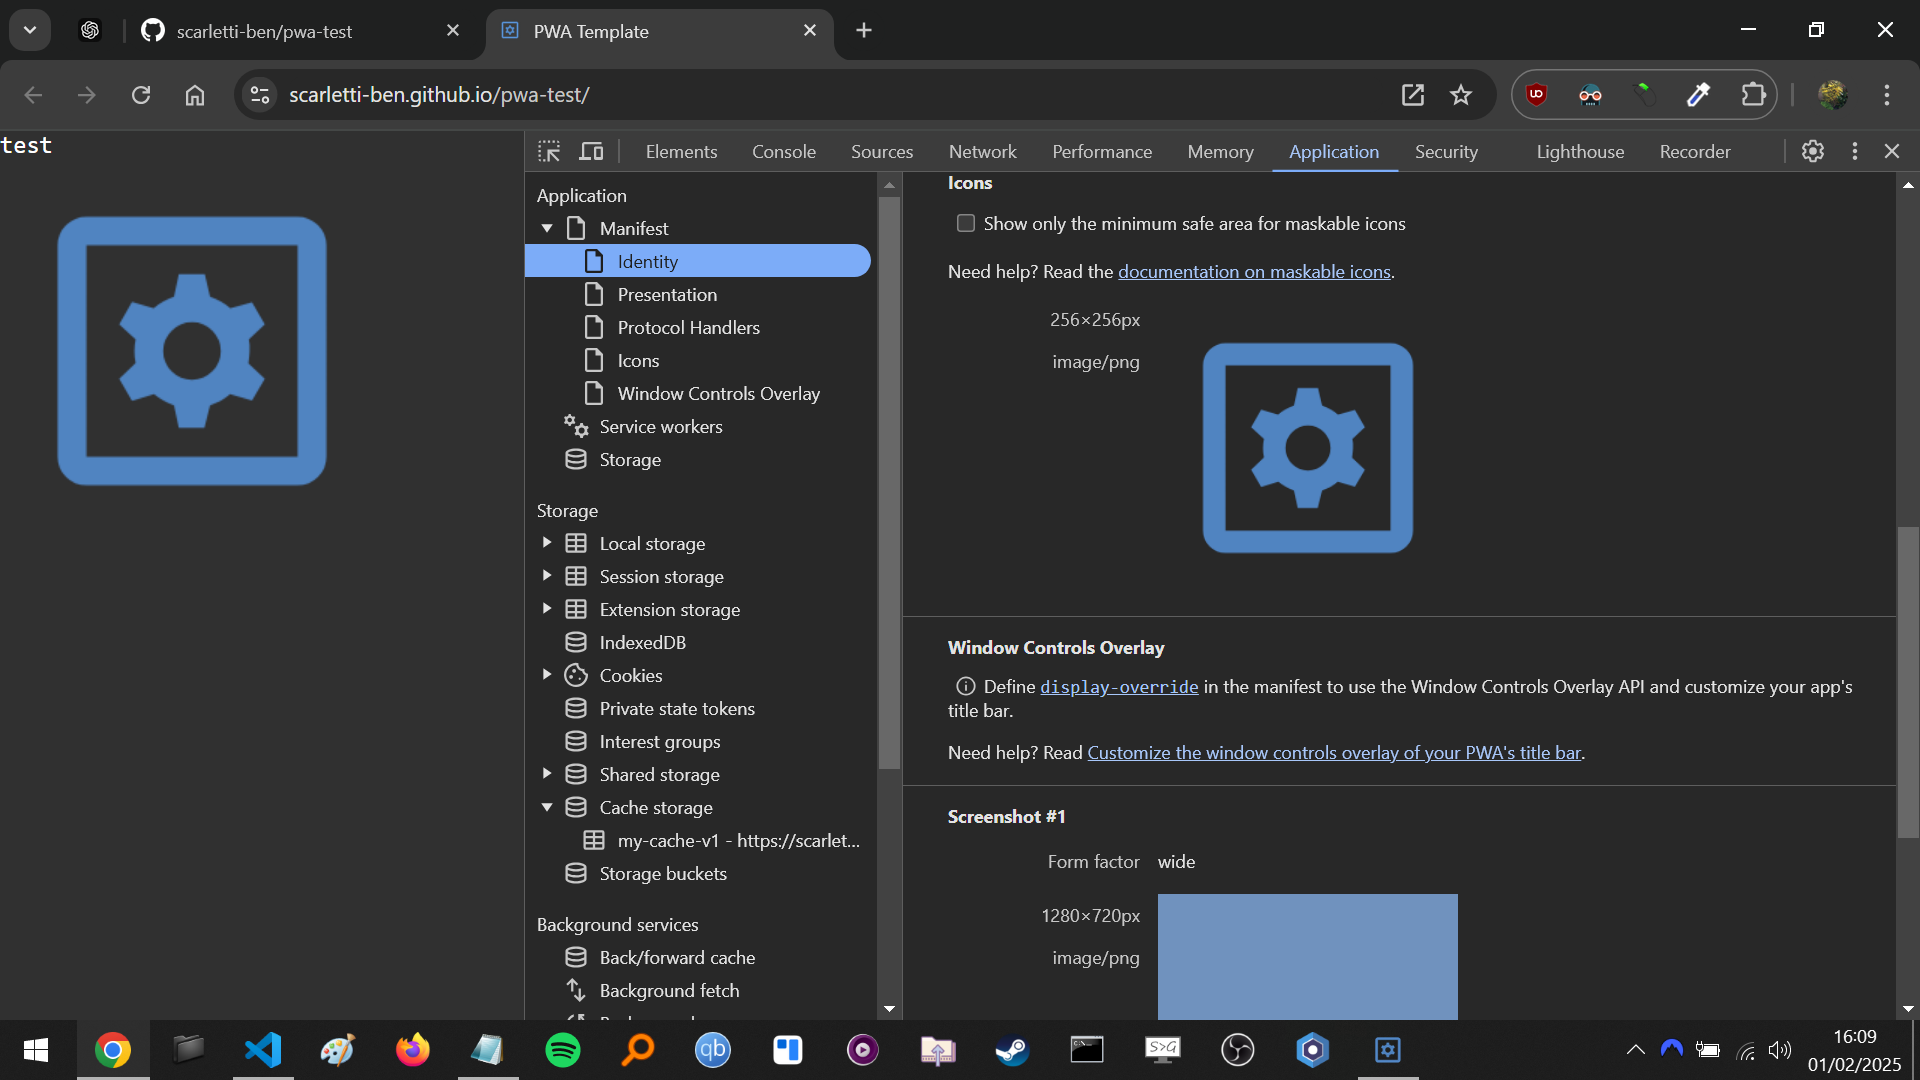 scarletti-ben/pwa-test
PWA Template
scarletti-ben.github.io/pwa-test/
test
Elements
Console
Sources
Network
Performance
Memory
Application
Security
Lighthouse
Recorder
Application
Manifest
Identity
Presentation
Protocol Handlers
Icons
Window Controls Overlay
Service workers
Storage
Storage
Local storage
Session storage
Extension storage
IndexedDB
Cookies
Private state tokens
Interest groups
Shared storage
Cache storage
my-cache-v1 - https://scarlet...
Storage buckets
Background services
Back/forward cache
Background fetch
Icons
Show only the minimum safe area for maskable icons
Need help? Read the documentation on maskable icons.
256×256px
image/png
Window Controls Overlay
Define display-override in the manifest to use the Window Controls Overlay API and customize your app's
title bar.
Need help? Read Customize the window controls overlay of your PWA's title bar.
Screenshot #1
Form factor wide
1280×720px
image/png
qb
S>G
16:09
01/02/2025